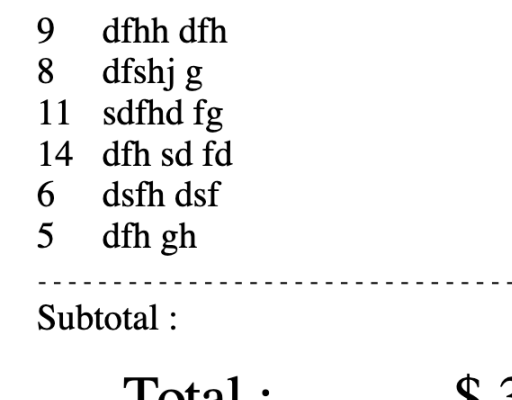 9 dfhh dfh
8 dfshj g
11 sdfhd fg
14 dfh sd fd
6 dsfh dsf
5 dfh gh
--------------------------------
Subtotal :
Total : $